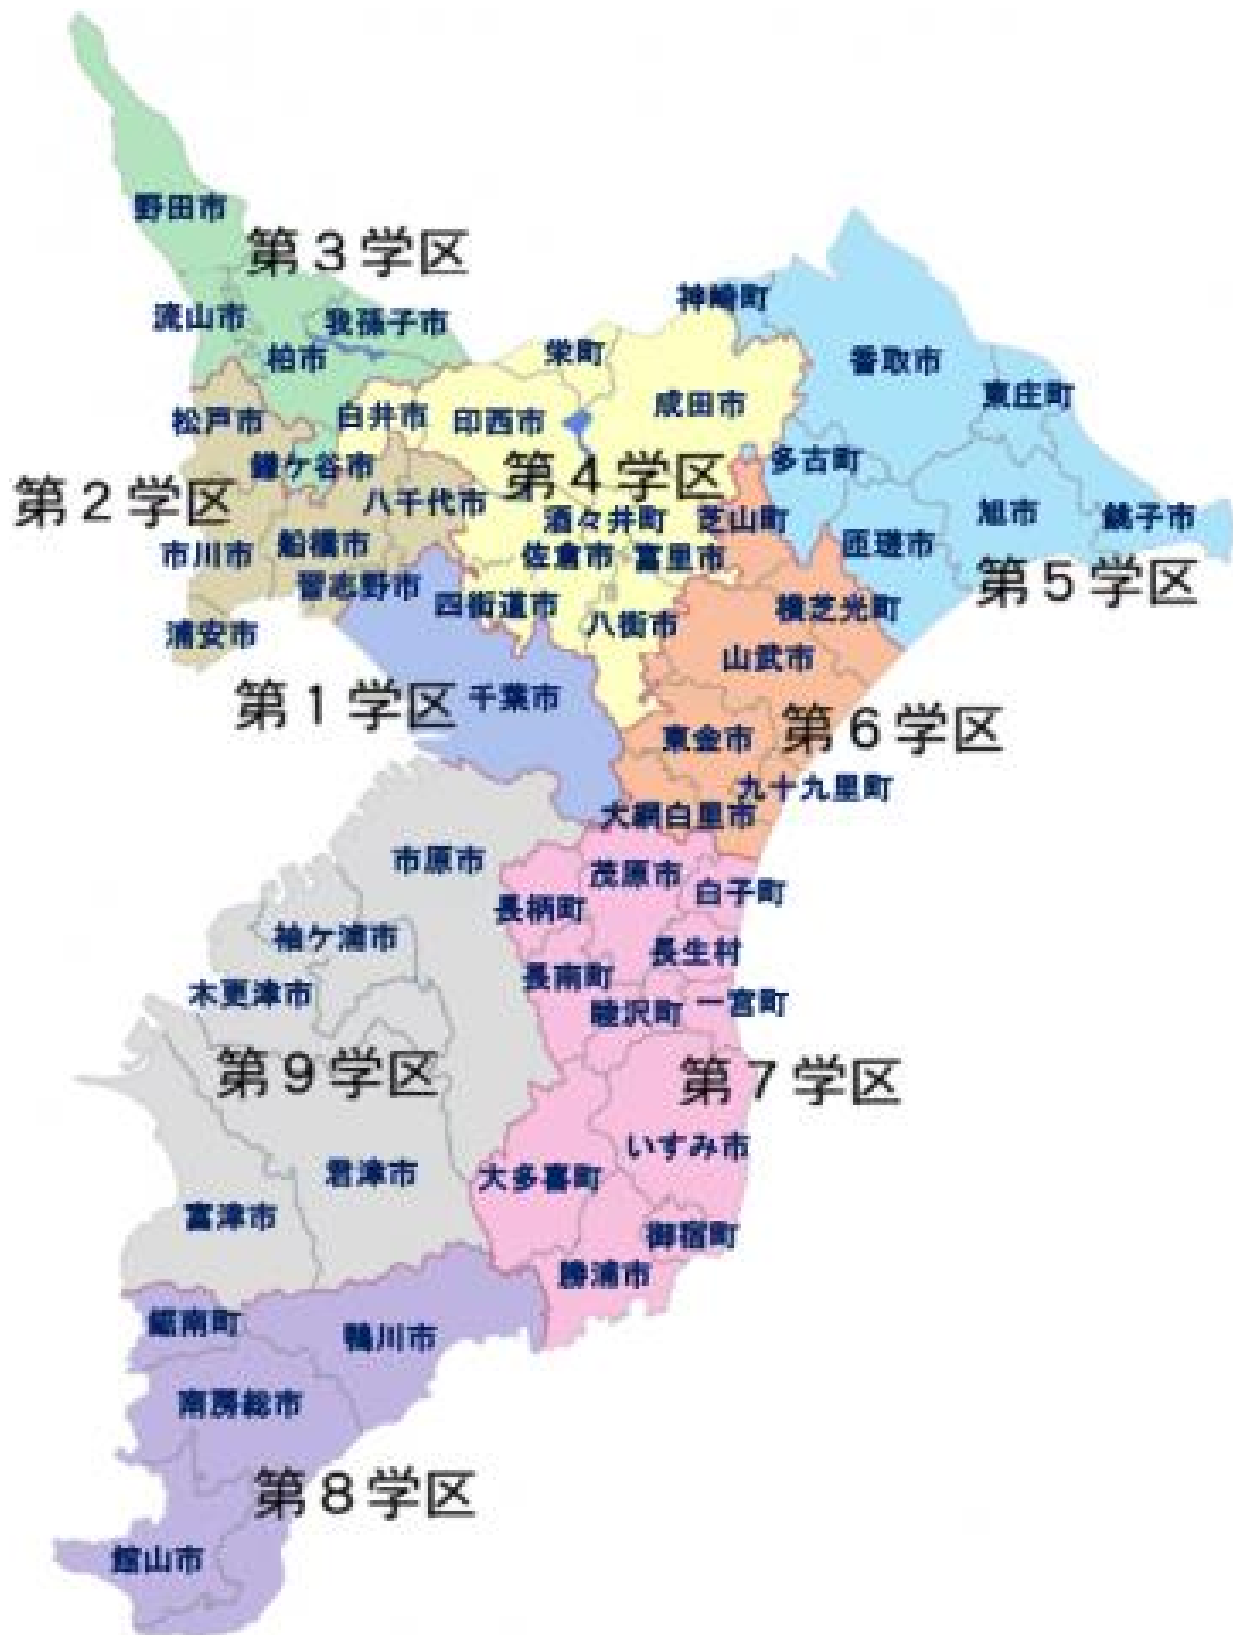 野田市
第３学区
流山市
我孫子市
柏市
神崎町
栄町
香取市
東庄町
成田市
松戸市
白井市
印西市
鎌ケ谷市
第４学区
多古町
第２学区
八千代市
酒々井町
芝山町
旭市
銚子市
市川市
船橋市
佐倉市
富里市
匝瑳市
第５学区
習志野市
四街道市
八街市
横芝光町
浦安市
山武市
第１学区
千葉市
東金市
第６学区
九十九里町
大網白里市
市原市
茂原市
白子町
長柄町
袖ケ浦市
長生村
長南町
木更津市
睦沢町
一宮町
第９学区
第７学区
いすみ市
君津市
大多喜町
富津市
御宿町
勝浦市
鋸南町
鴨川市
南房総市
第８学区
館山市